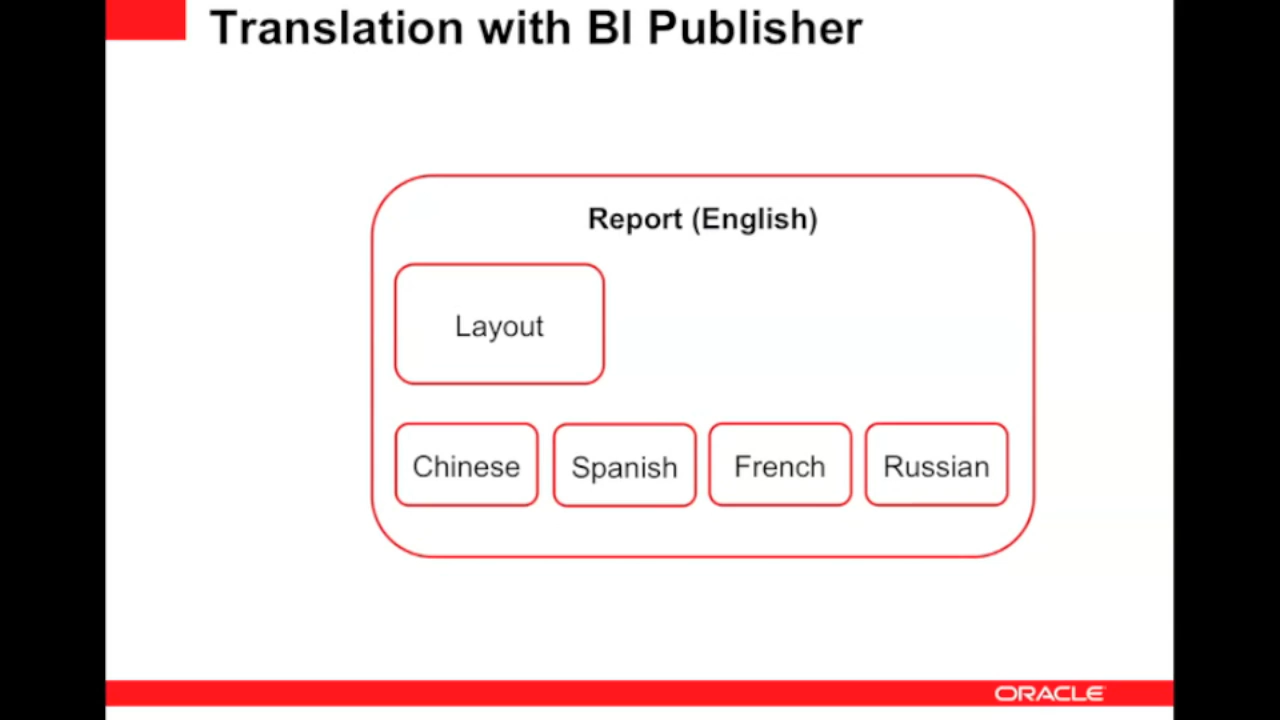 Translation with BI Publisher
Report (English)
Layout
Chinese
Spanish
French
Russian
ORACLE